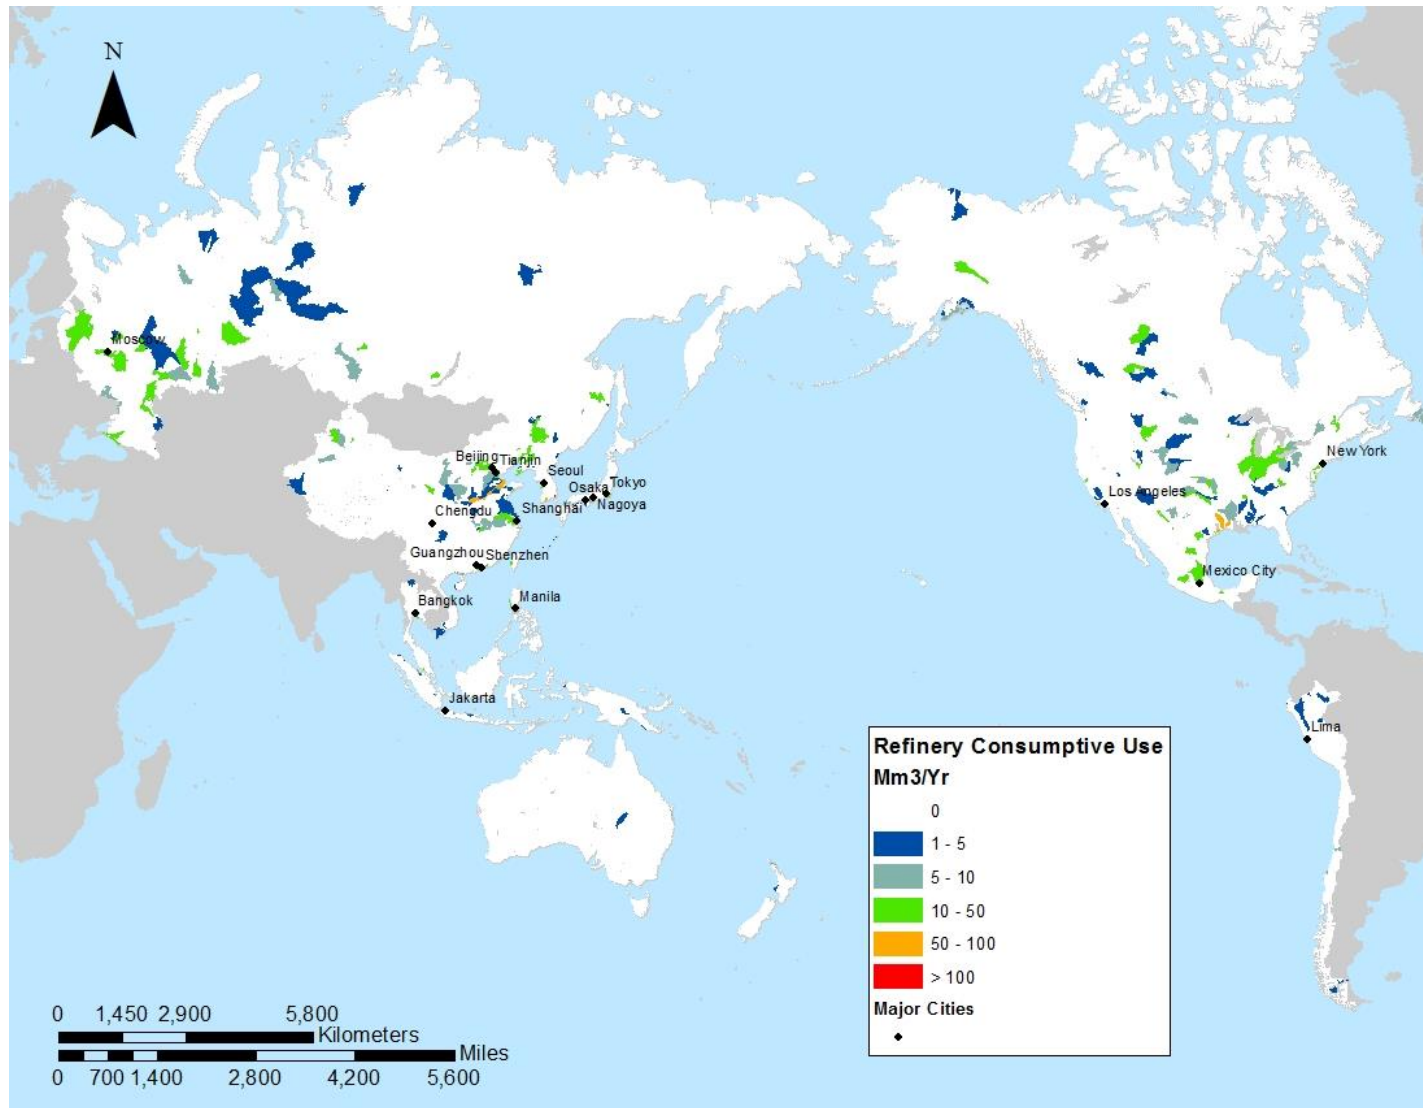 N
Moscow
Beijing
Tianjin
Seoul
Tokyo
Osaka
Nagoya
Chengdu
Shanghai
Guangzhou
Shenzhen
Bangkok
Manila
Jakarta
New York
Los Angeles
Mexico City
Lima
Refinery Consumptive Use
Mm3/Yr
0
1 - 5
5 - 10
10 - 50
50 - 100
> 100
Major Cities
0 1,450 2,900 5,800
Kilometers
Miles
0 700 1,400 2,800 4,200 5,600